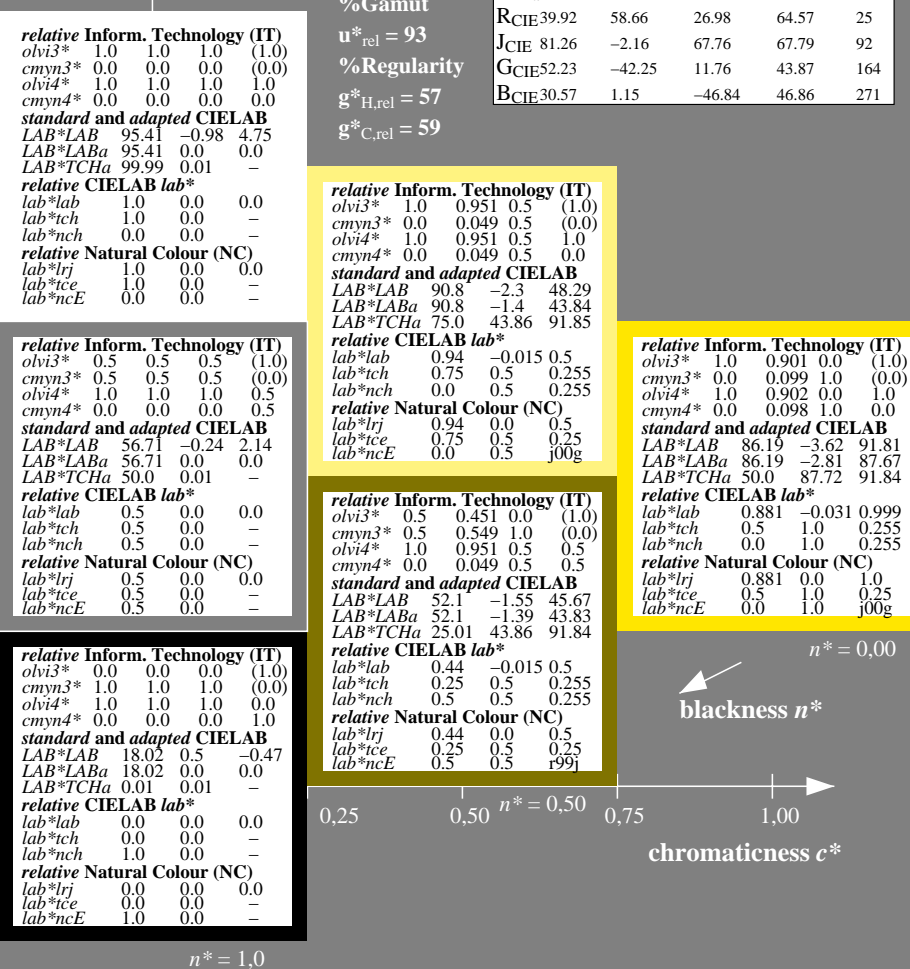 %Gamut
u*rel = 93
%Regularity
g*H,rel = 57
g*C,rel = 59
RCIE 39.92 58.66 26.98 64.57 25
JCIE 81.26 −2.16 67.76 67.79 92
GCIE 52.23 −42.25 11.76 43.87 164
BCIE 30.57 1.15 −46.84 46.86 271
relative Inform. Technology (IT)
olvi3* 1.0 1.0 1.0 (1.0)
cmyn3* 0.0 0.0 0.0 (0.0)
olvi4* 1.0 1.0 1.0 1.0
cmyn4* 0.0 0.0 0.0 0.0
standard and adapted CIELAB
LAB*LAB 95.41 −0.98 4.75
LAB*LABa 95.41 0.0 0.0
LAB*TCHa 99.99 0.01 –
relative CIELAB lab*
lab*lab 1.0 0.0 0.0
lab*tch 1.0 0.0 –
lab*nch 0.0 0.0 –
relative Natural Colour (NC)
lab*lrj 1.0 0.0 0.0
lab*tce 1.0 0.0 –
lab*ncE 0.0 0.0 –
relative Inform. Technology (IT)
olvi3* 1.0 0.951 0.5 (1.0)
cmyn3* 0.0 0.049 0.5 (0.0)
olvi4* 1.0 0.951 0.5 1.0
cmyn4* 0.0 0.049 0.5 0.0
standard and adapted CIELAB
LAB*LAB 90.8 −2.3 48.29
LAB*LABa 90.8 −1.4 43.84
LAB*TCHa 75.0 43.86 91.85
relative CIELAB lab*
lab*lab 0.94 −0.015 0.5
lab*tch 0.75 0.5 0.255
lab*nch 0.0 0.5 0.255
relative Natural Colour (NC)
lab*lrj 0.94 0.0 0.5
lab*tce 0.75 0.5 0.25
lab*ncE 0.0 0.5 j00g
relative Inform. Technology (IT)
olvi3* 0.5 0.5 0.5 (1.0)
cmyn3* 0.5 0.5 0.5 (0.0)
olvi4* 1.0 1.0 1.0 0.5
cmyn4* 0.0 0.0 0.0 0.5
standard and adapted CIELAB
LAB*LAB 56.71 −0.24 2.14
LAB*LABa 56.71 0.0 0.0
LAB*TCHa 50.0 0.01 –
relative CIELAB lab*
lab*lab 0.5 0.0 0.0
lab*tch 0.5 0.0 –
lab*nch 0.5 0.0 –
relative Natural Colour (NC)
lab*lrj 0.5 0.0 0.0
lab*tce 0.5 0.0 –
lab*ncE 0.5 0.0 –
relative Inform. Technology (IT)
olvi3* 1.0 0.901 0.0 (1.0)
cmyn3* 0.0 0.099 1.0 (0.0)
olvi4* 1.0 0.902 0.0 1.0
cmyn4* 0.0 0.098 1.0 0.0
standard and adapted CIELAB
LAB*LAB 86.19 −3.62 91.81
LAB*LABa 86.19 −2.81 87.67
LAB*TCHa 50.0 87.72 91.84
relative CIELAB lab*
lab*lab 0.881 −0.031 0.999
lab*tch 0.5 1.0 0.255
lab*nch 0.0 1.0 0.255
relative Natural Colour (NC)
lab*lrj 0.881 0.0 1.0
lab*tce 0.5 1.0 0.25
lab*ncE 0.0 1.0 j00g
relative Inform. Technology (IT)
olvi3* 0.5 0.451 0.0 (1.0)
cmyn3* 0.5 0.549 1.0 (0.0)
olvi4* 1.0 0.951 0.5 0.5
cmyn4* 0.0 0.049 0.5 0.5
standard and adapted CIELAB
LAB*LAB 52.1 −1.55 45.67
LAB*LABa 52.1 −1.39 43.83
LAB*TCHa 25.01 43.86 91.84
relative CIELAB lab*
lab*lab 0.44 −0.015 0.5
lab*tch 0.25 0.5 0.255
lab*nch 0.5 0.5 0.255
relative Natural Colour (NC)
lab*lrj 0.44 0.0 0.5
lab*tce 0.25 0.5 0.25
lab*ncE 0.5 0.5 r99j
relative Inform. Technology (IT)
olvi3* 0.0 0.0 0.0 (1.0)
cmyn3* 1.0 1.0 1.0 (0.0)
olvi4* 1.0 1.0 1.0 0.0
cmyn4* 0.0 0.0 0.0 1.0
standard and adapted CIELAB
LAB*LAB 18.02 0.5 −0.47
LAB*LABa 18.02 0.0 0.0
LAB*TCHa 0.01 0.01 –
relative CIELAB lab*
lab*lab 0.0 0.0 0.0
lab*tch 0.0 0.0 –
lab*nch 1.0 0.0 –
relative Natural Colour (NC)
lab*lrj 0.0 0.0 0.0
lab*tce 0.0 0.0 –
lab*ncE 1.0 0.0 –
n* = 0,00
blackness n*
n* = 0,50
0,25 0,50 0,75 1,00
chromaticness c*
n* = 1,0